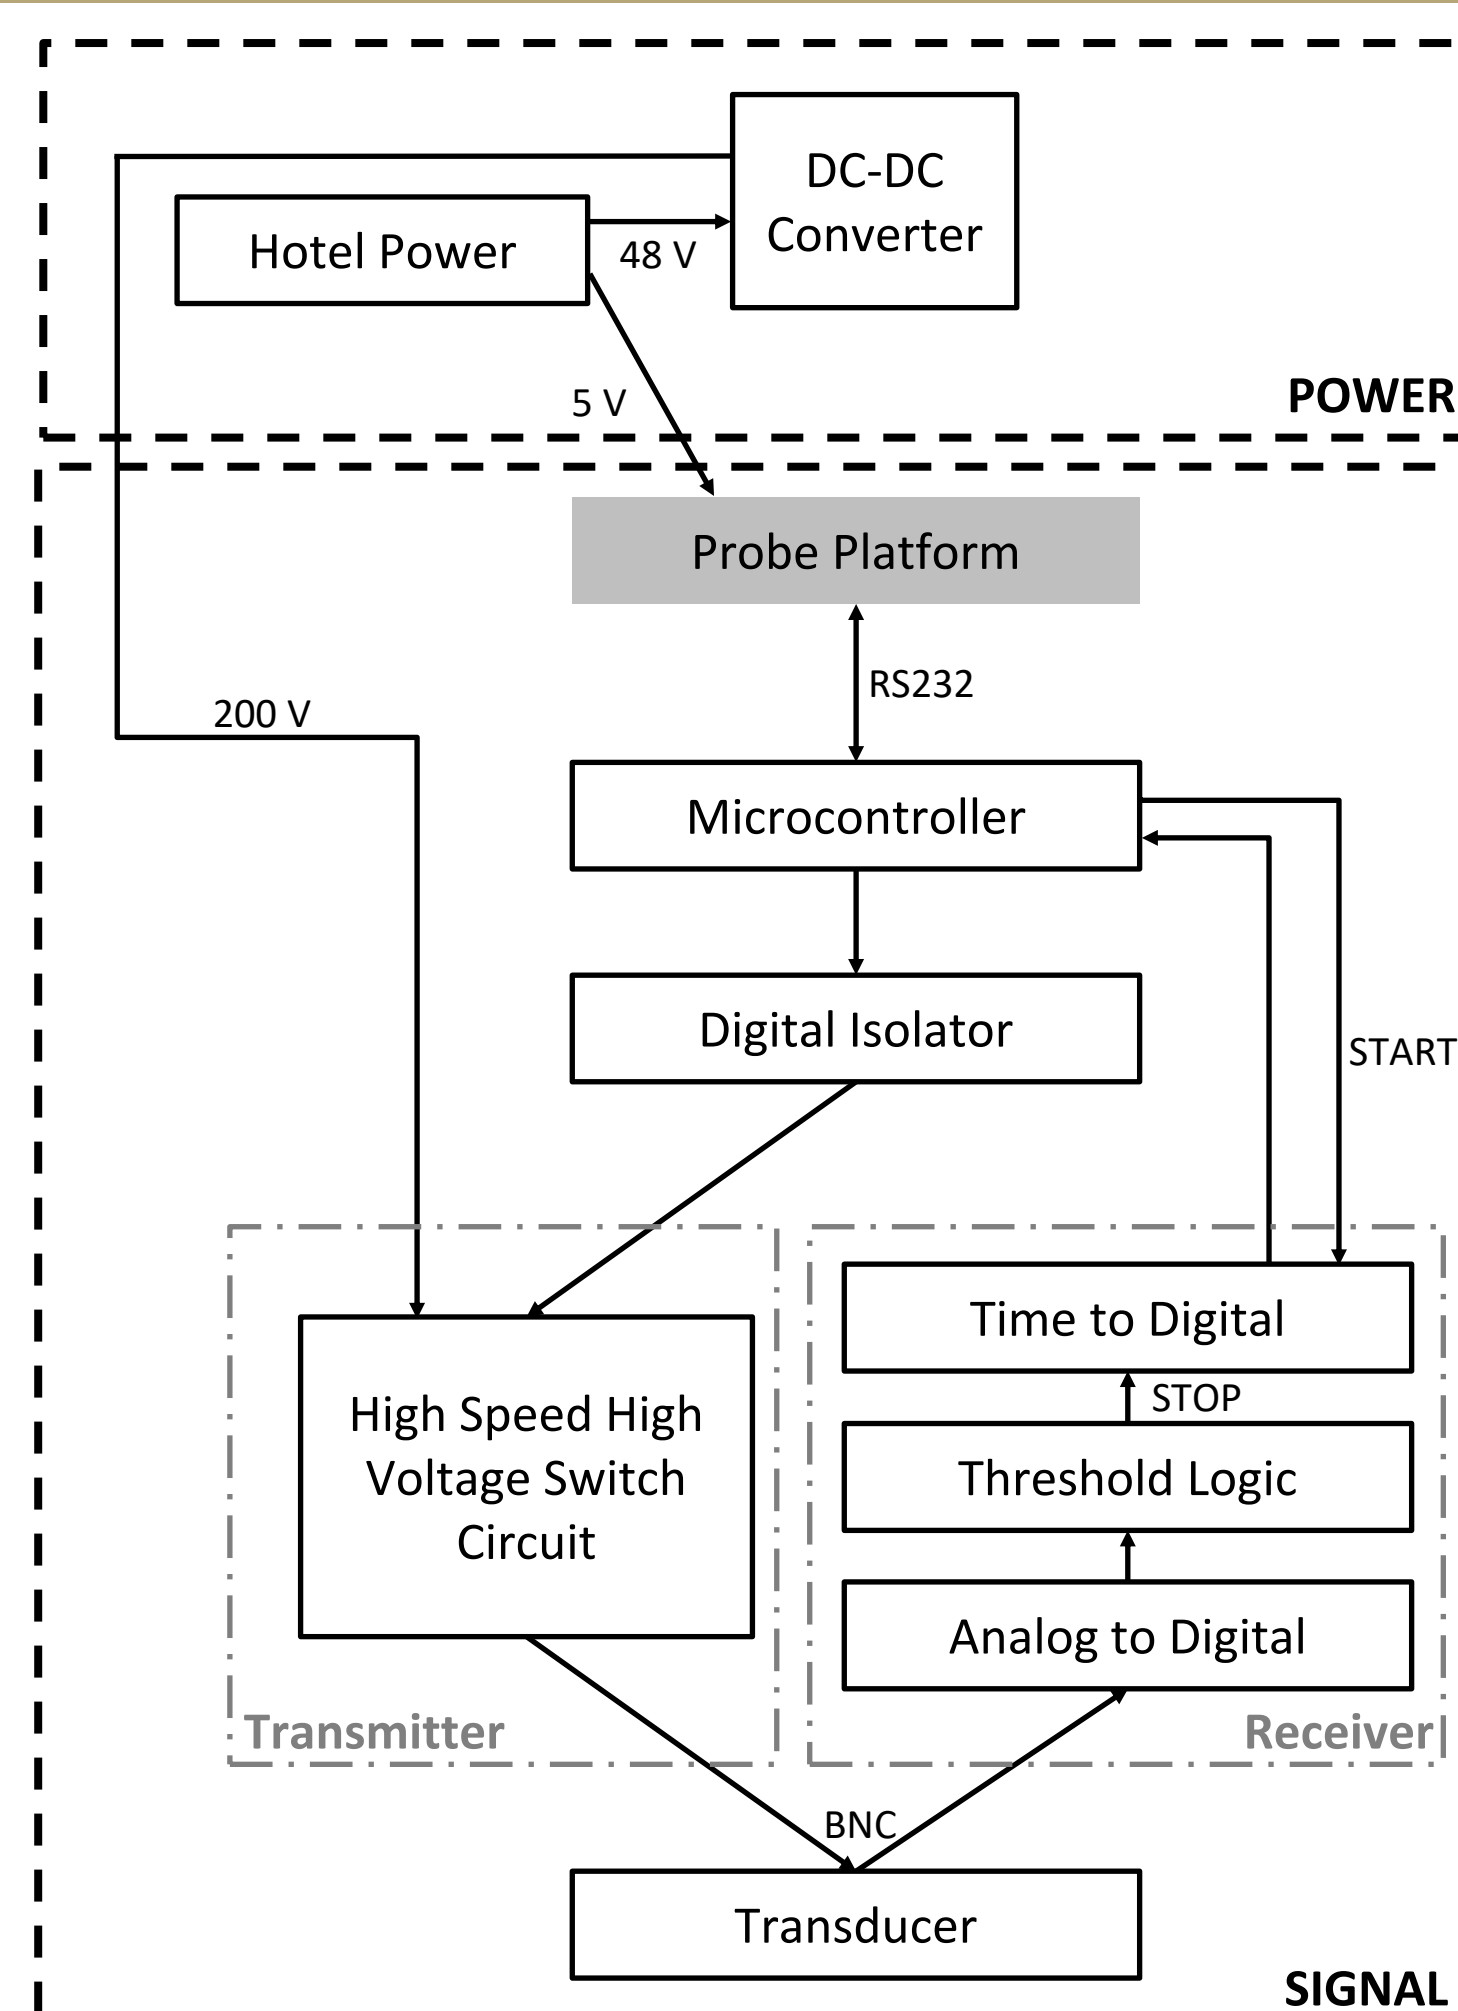 DC-DC
Converter
Hotel Power
48 V
5 V
POWER
Probe Platform
RS232
200 V
Microcontroller
Digital Isolator
START
Time to Digital
STOP
High Speed High
Voltage Switch
Circuit
Threshold Logic
Analog to Digital
Transmitter
Receiver
BNC
Transducer
SIGNAL